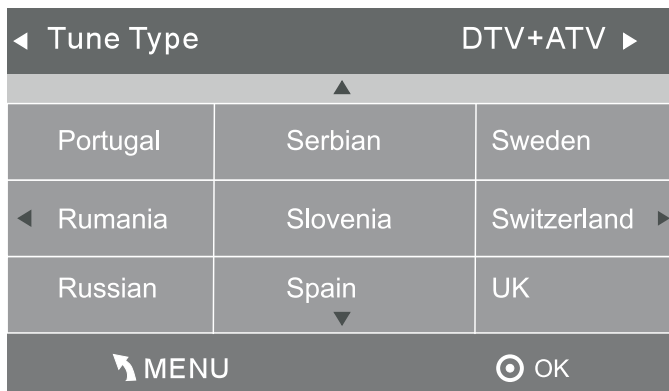 Tune Type DTV+ATV
Portugal Serbian Sweden
Rumania Slovenia Switzerland
Russian Spain UK
MENU OK